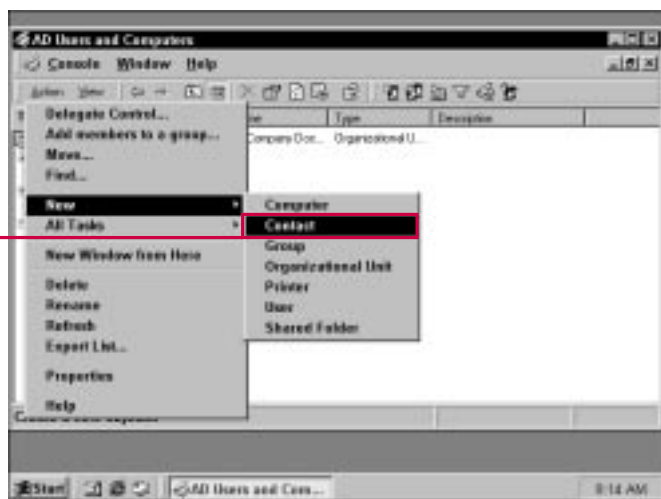 AD Users and Computers
Console Window Help
Action View
Type Description
Company Dom... Organizational U...
Delegate Control...
Add members to a group...
Move...
Find...
New
All Tasks
New Window from Here
Delete
Rename
Refresh
Export List...
Properties
Help
Computer
Contact
Group
Organizational Unit
Printer
User
Shared Folder
Start
AD Users and Com...
8:14 AM